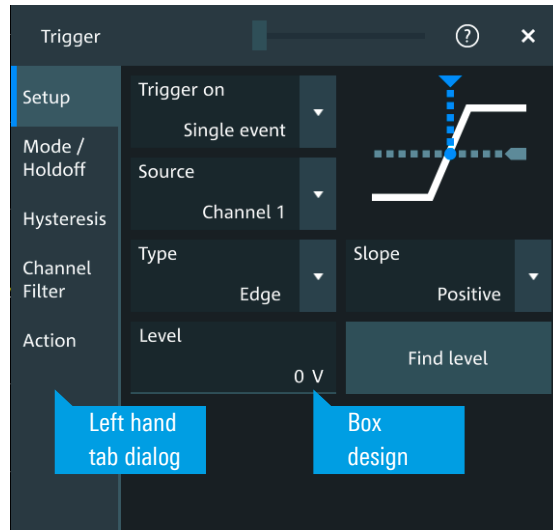 Trigger
?
Setup
Mode /
Holdoff
Hysteresis
Channel
Filter
Action
Trigger on
Single event
Source
Channel 1
Type
Edge
Slope
Positive
Level
0 V
Find level
Left hand
tab dialog
Box
design